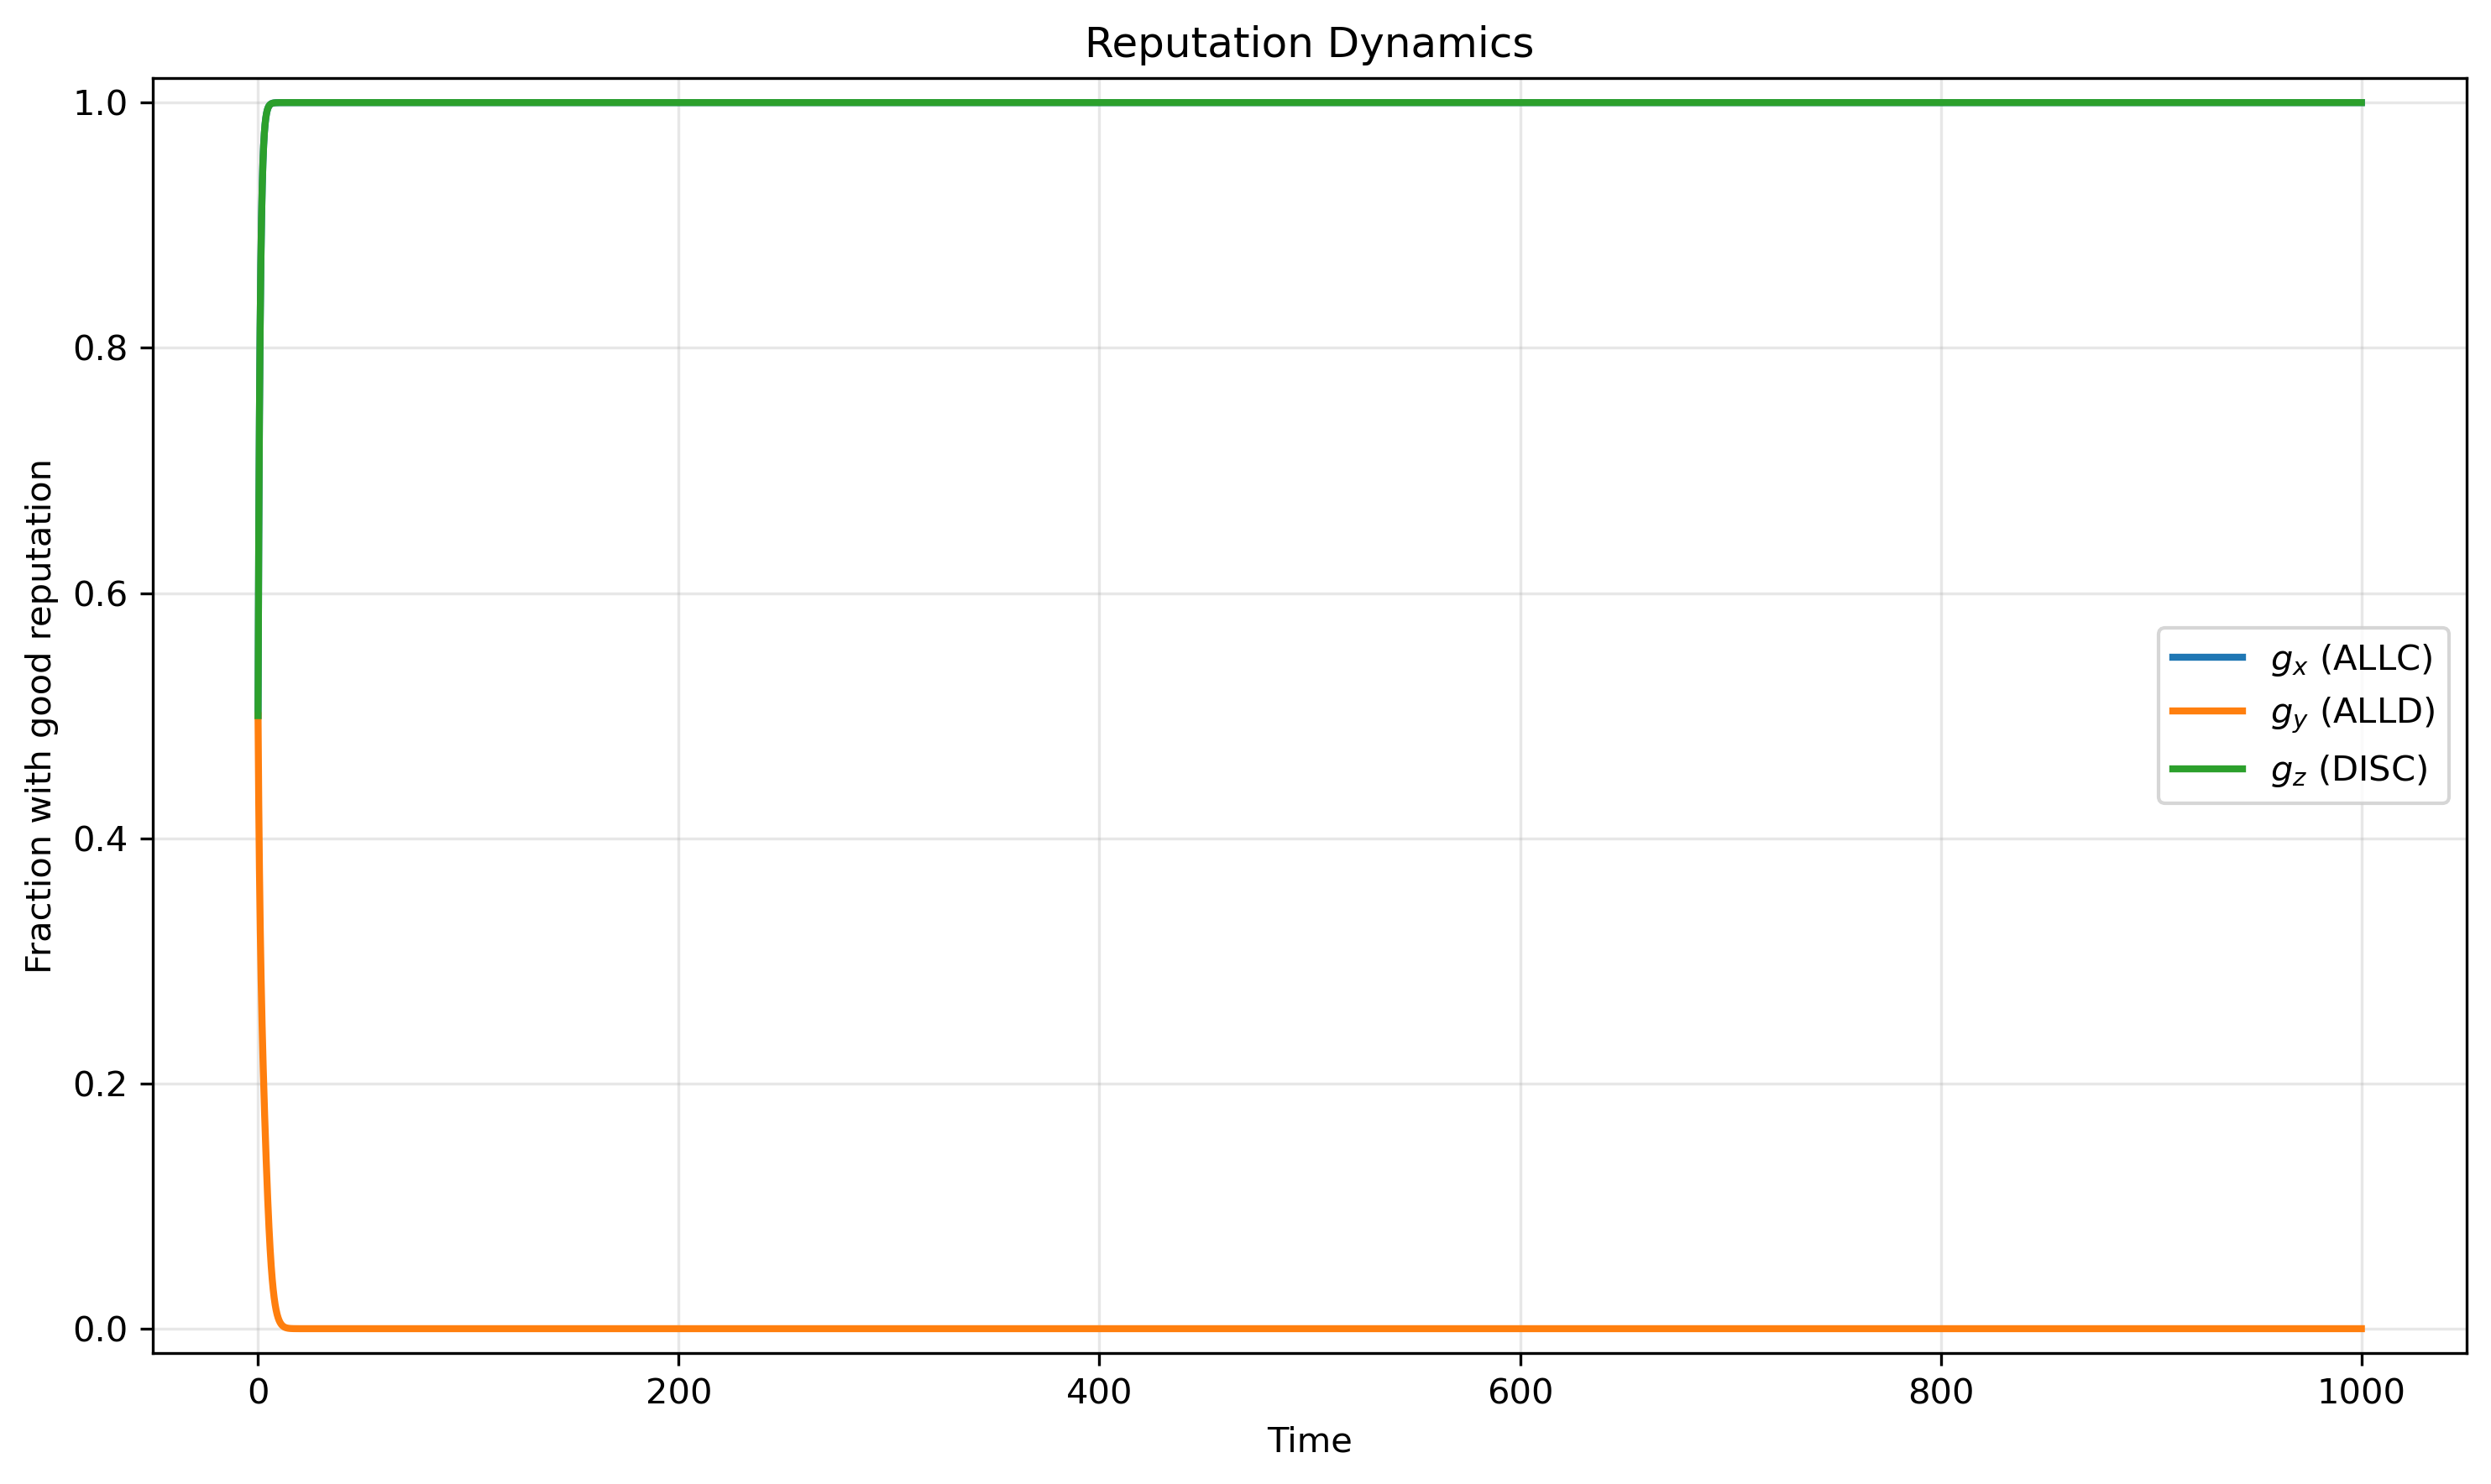 Reputation Dynamics
Fraction with good reputation
1.0
0.8
0.6
0.4
0.2
0.0
g_x (ALLC)
g_y (ALLD)
g_z (DISC)
0 200 400 600 800 1000
Time